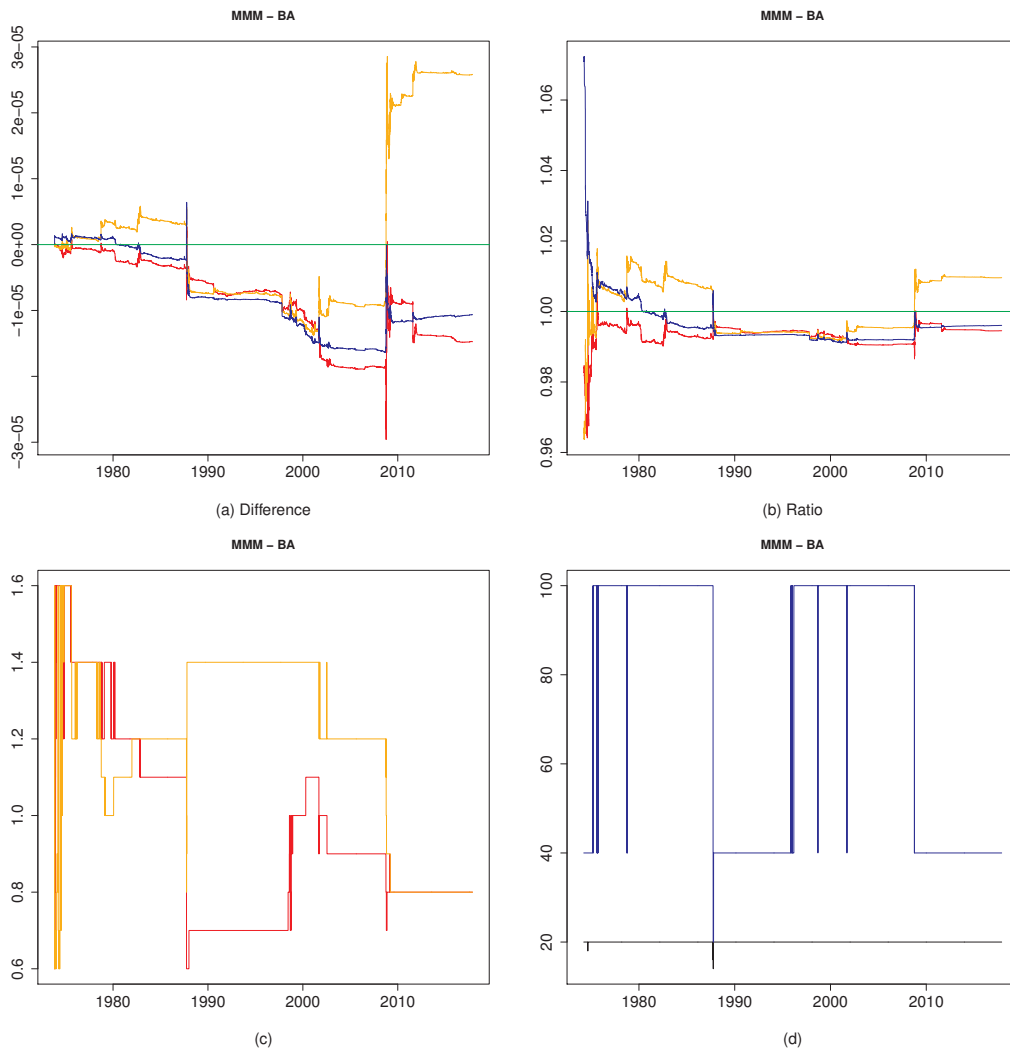 MMM − BA
3e−05
2e−05
1e−05
0e+00
−1e−05
−3e−05
1980 1990 2000 2010
(a) Difference
MMM − BA
1.06
1.04
1.02
1.00
0.98
0.96
1980 1990 2000 2010
(b) Ratio
MMM − BA
1.6
1.4
1.2
1.0
0.8
0.6
1980 1990 2000 2010
(c)
MMM − BA
100
80
60
40
20
1980 1990 2000 2010
(d)